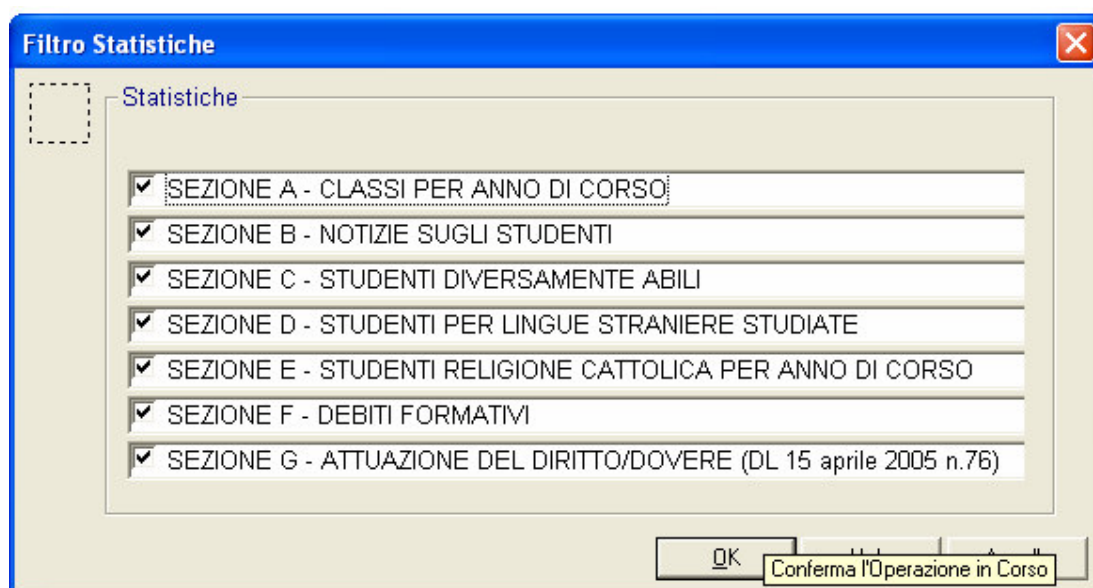 Filtro Statistiche
Statistiche
SEZIONE A - CLASSI PER ANNO DI CORSO
SEZIONE B - NOTIZIE SUGLI STUDENTI
SEZIONE C - STUDENTI DIVERSAMENTE ABILI
SEZIONE D - STUDENTI PER LINGUE STRANIERE STUDIATE
SEZIONE E - STUDENTI RELIGIONE CATTOLICA PER ANNO DI CORSO
SEZIONE F - DEBITI FORMATIVI
SEZIONE G - ATTUAZIONE DEL DIRITTO/DOVERE (DL 15 aprile 2005 n.76)
OK
Conferma l'Operazione in Corso